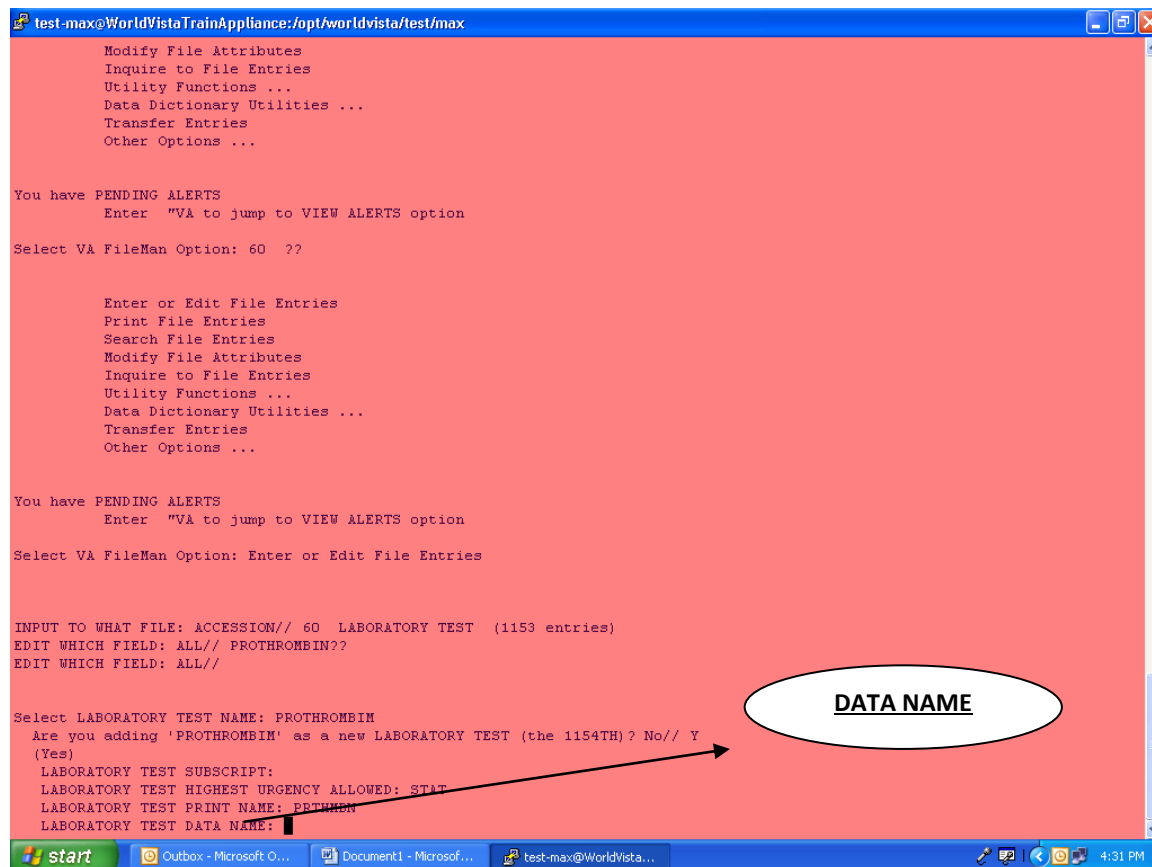 test-max@WorldVistaTrainAppliance:/opt/worldvista/test/max
Modify File Attributes
Inquire to File Entries
Utility Functions ...
Data Dictionary Utilities ...
Transfer Entries
Other Options ...
You have PENDING ALERTS
Enter "VA to jump to VIEW ALERTS option
Select VA FileMan Option: 60 ??
Enter or Edit File Entries
Print File Entries
Search File Entries
Modify File Attributes
Inquire to File Entries
Utility Functions ...
Data Dictionary Utilities ...
Transfer Entries
Other Options ...
You have PENDING ALERTS
Enter "VA to jump to VIEW ALERTS option
Select VA FileMan Option: Enter or Edit File Entries
INPUT TO WHAT FILE: ACCESSION// 60 LABORATORY TEST (1153 entries)
EDIT WHICH FIELD: ALL// PROTHROMBIN??
EDIT WHICH FIELD: ALL//
DATA NAME
Select LABORATORY TEST NAME: PROTHROMBIM
Are you adding 'PROTHROMBIM' as a new LABORATORY TEST (the 1154TH)? No// Y
(Yes)
LABORATORY TEST SUBSCRIPT:
LABORATORY TEST HIGHEST URGENCY ALLOWED: STAT
LABORATORY TEST PRINT NAME: PRTHMBN
LABORATORY TEST DATA NAME:
start
Outbox - Microsoft O...
Document1 - Microsof...
test-max@WorldVista...
4:31 PM